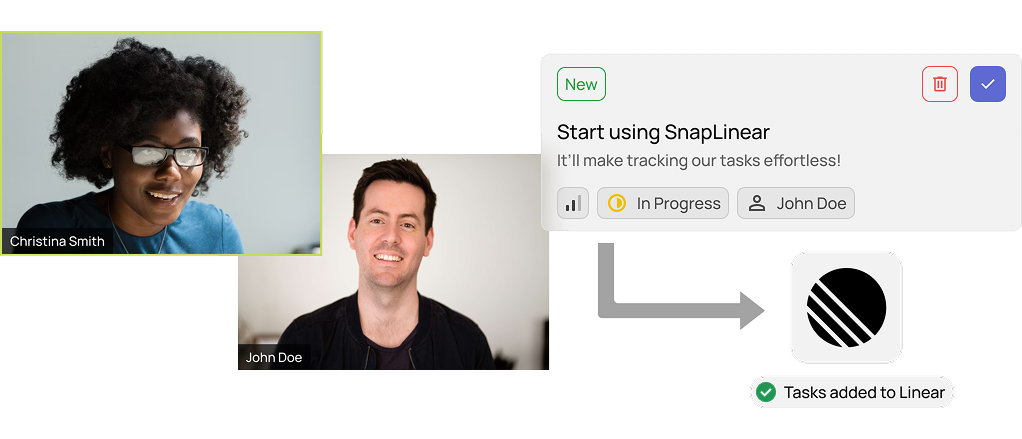 Christina Smith
John Doe
New
Start using SnapLinear
It'll make tracking our tasks effortless!
In Progress
John Doe
Tasks added to Linear